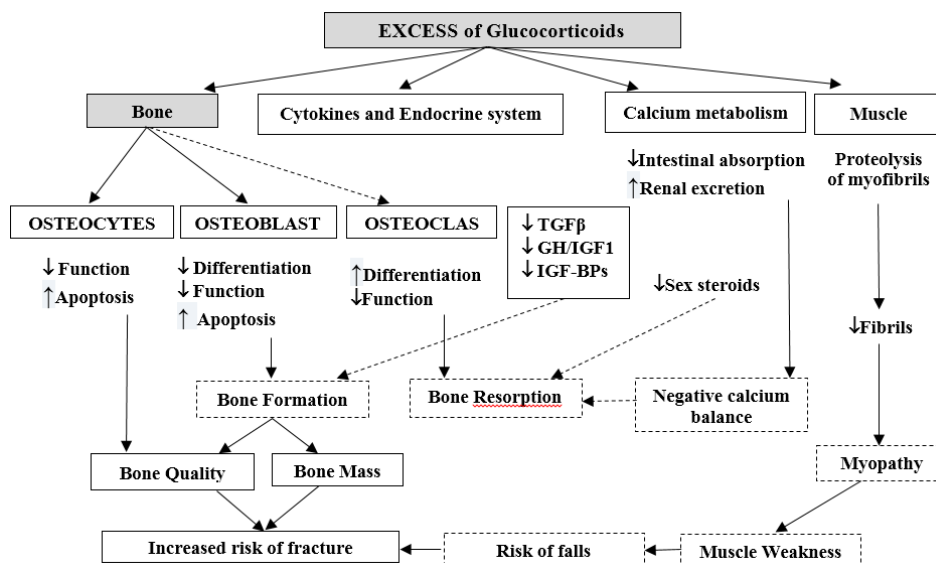 EXCESS of Glucocorticoids
Bone
Cytokines and Endocrine system
Calcium metabolism
Muscle
↓Intestinal absorption
↑Renal excretion
Proteolysis
of myofibrils
OSTEOCYTES
OSTEOBLAST
OSTEOCLAS
↓TGFβ
↓GH/IGF1
↓IGF-BPs
↓Function
↑Apoptosis
↓Differentiation
↓Function
↑Apoptosis
↑Differentiation
↓Function
↓Sex steroids
↓Fibrils
Bone Formation
Bone Resorption
Negative calcium
balance
Bone Quality
Bone Mass
Myopathy
Increased risk of fracture
Risk of falls
Muscle Weakness